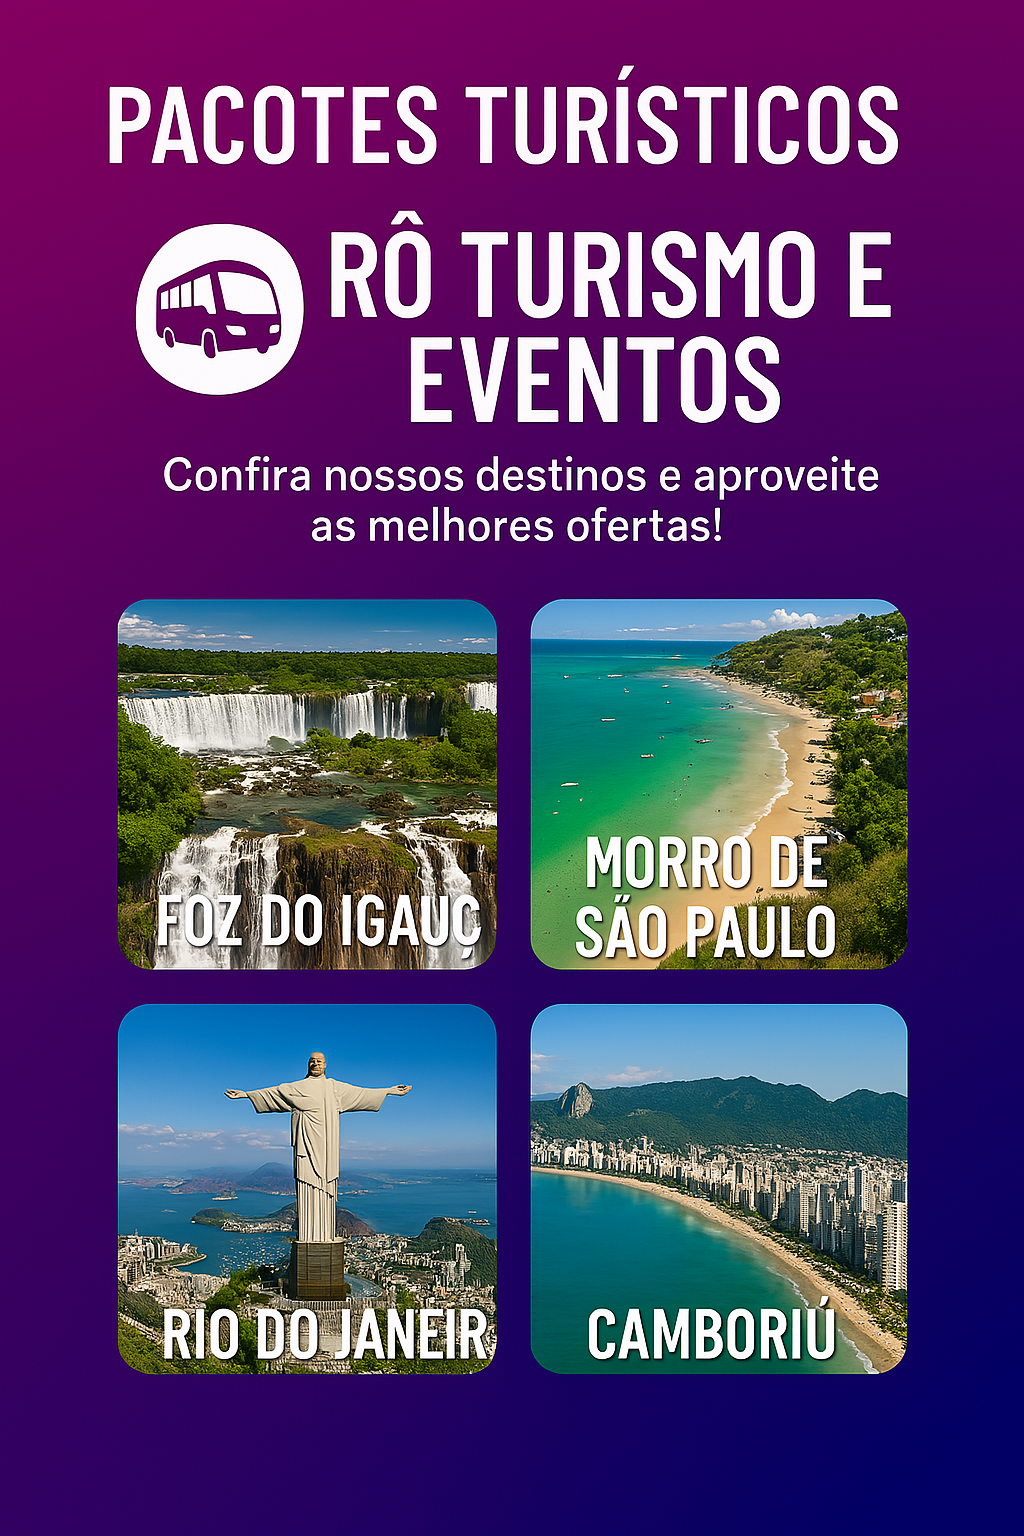 PACOTES TURÍSTICOS
RÔ TURISMO E
EVENTOS
Confira nossos destinos e aproveite
as melhores ofertas!
FOZ DO IGAUÇ
MORRO DE
SÃO PAULO
RIO DO JANEIR
CAMBORIÚ